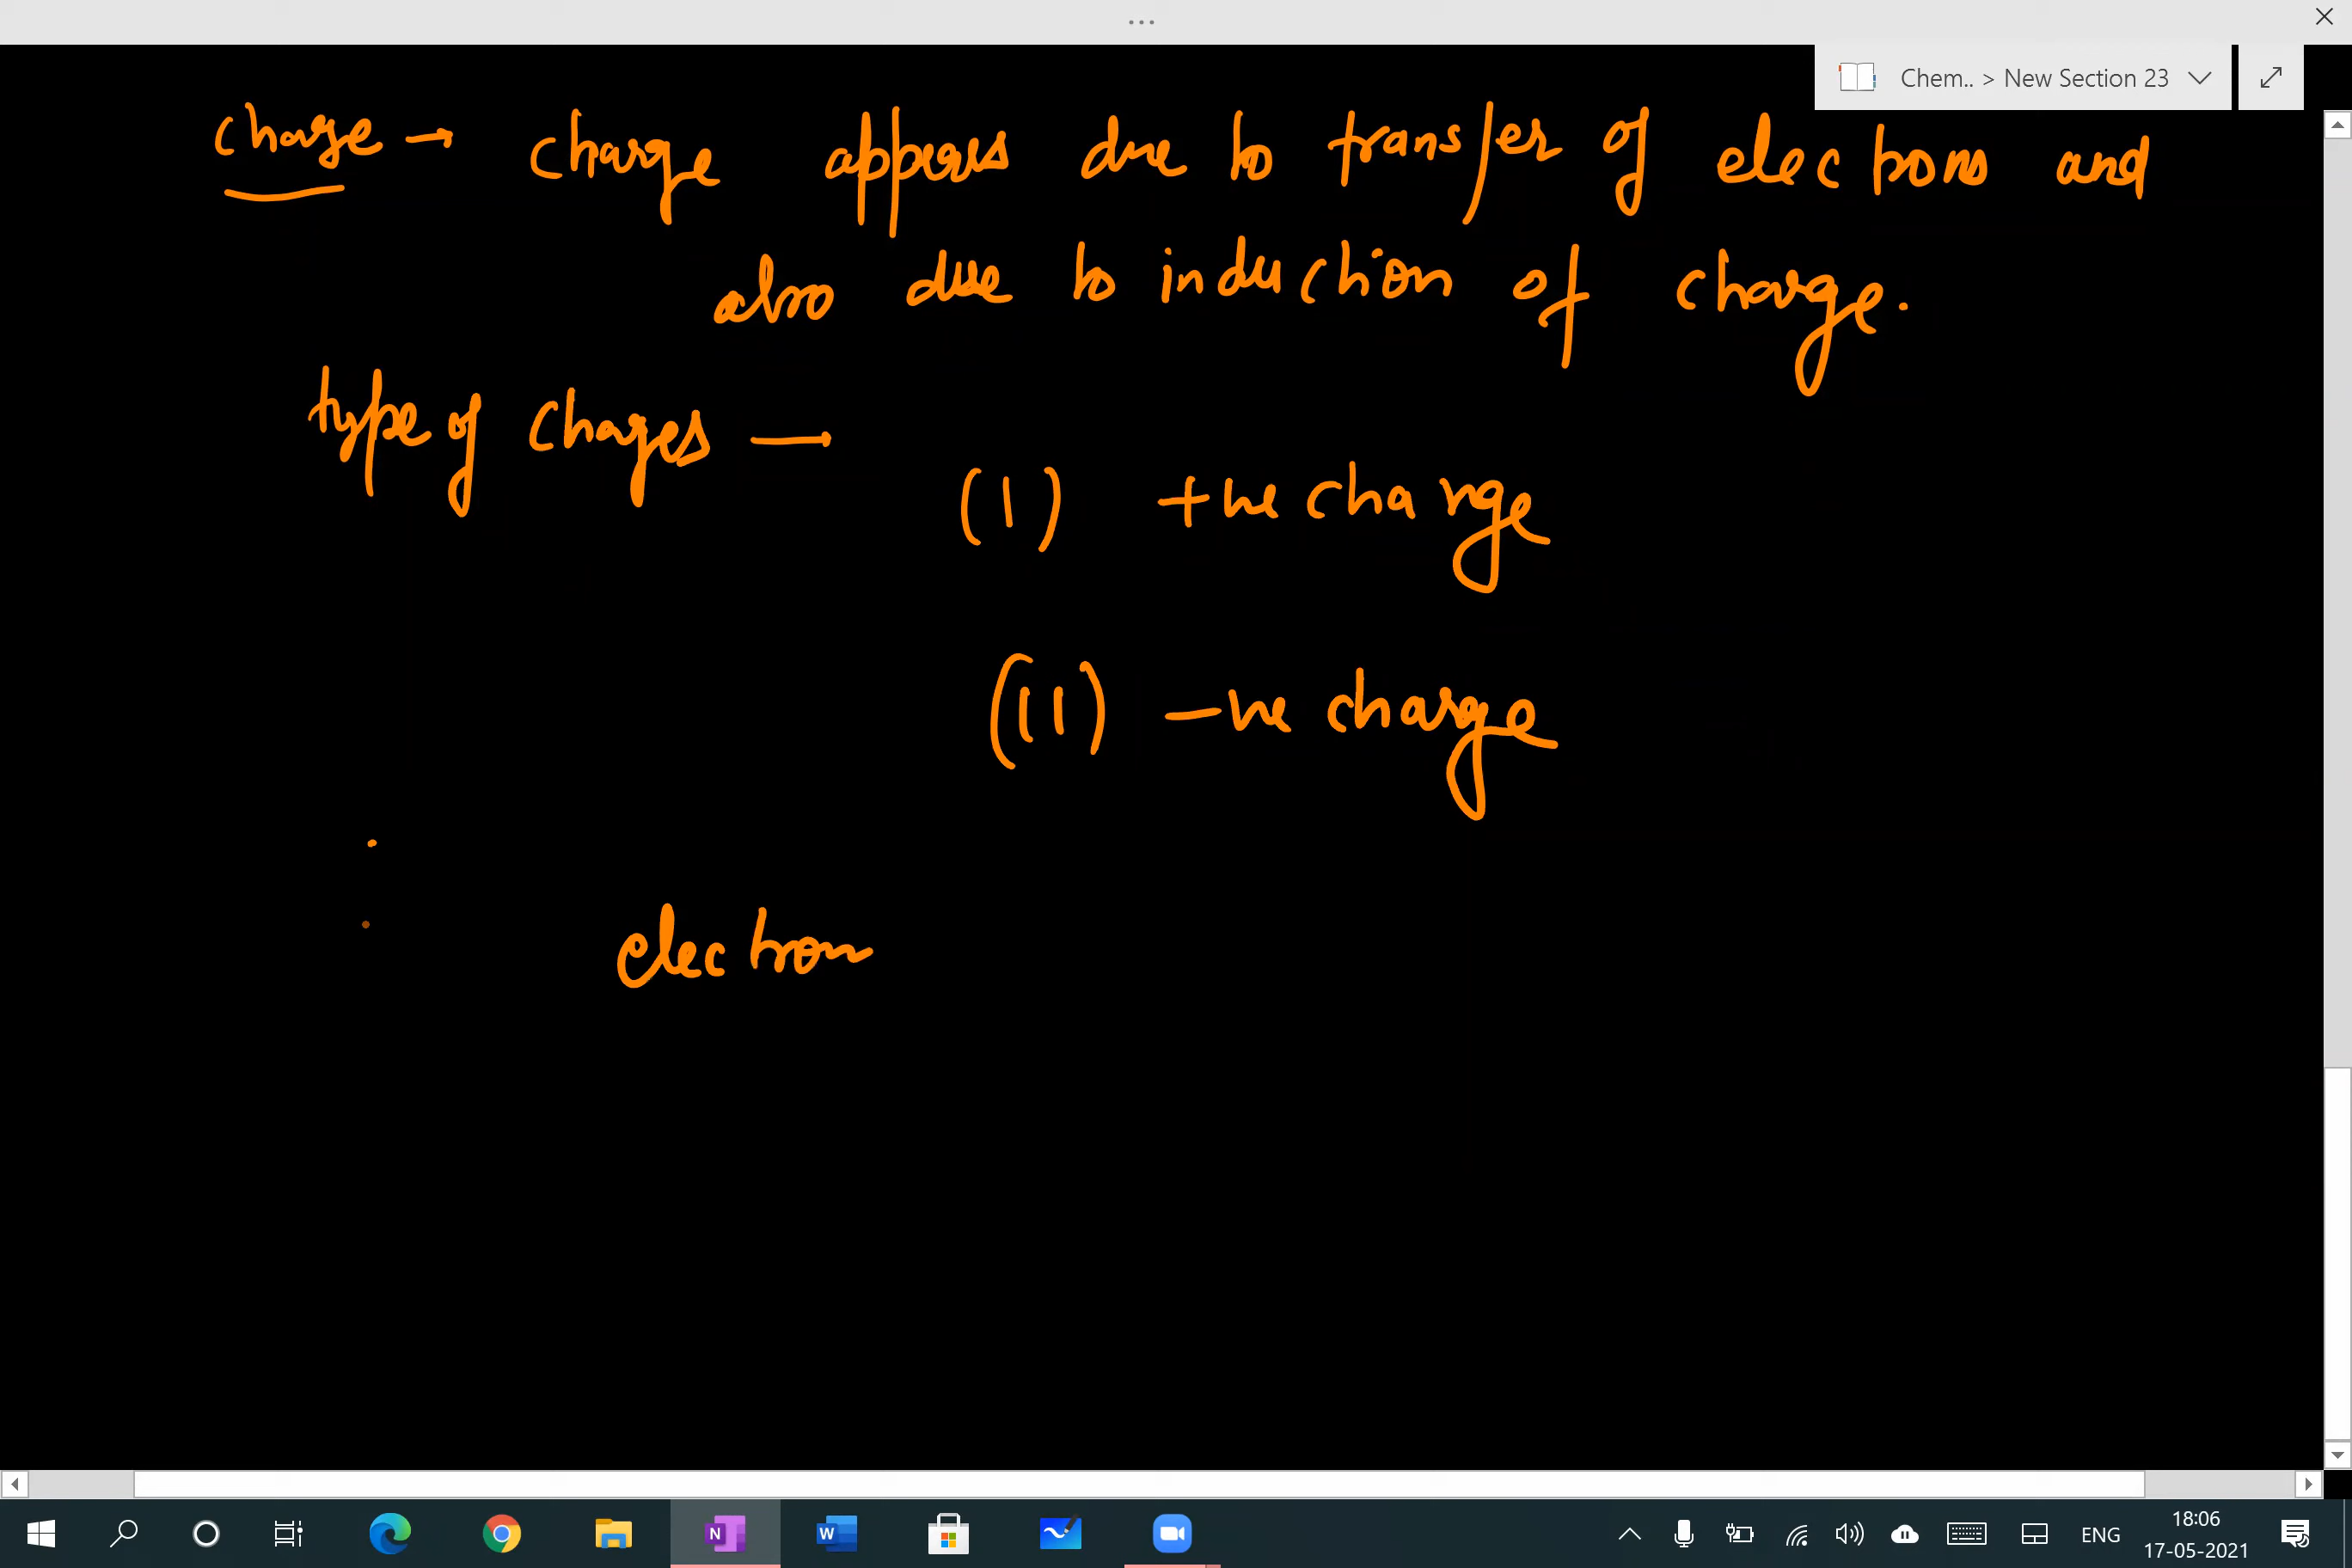 ...
Chem.. > New Section 23
charge → charge appears due to transfer of electrons and
also due to induction of charge.
type of charges —
(I) +ve charge
(II) -ve charge
electron
ENG
18:06
17-05-2021